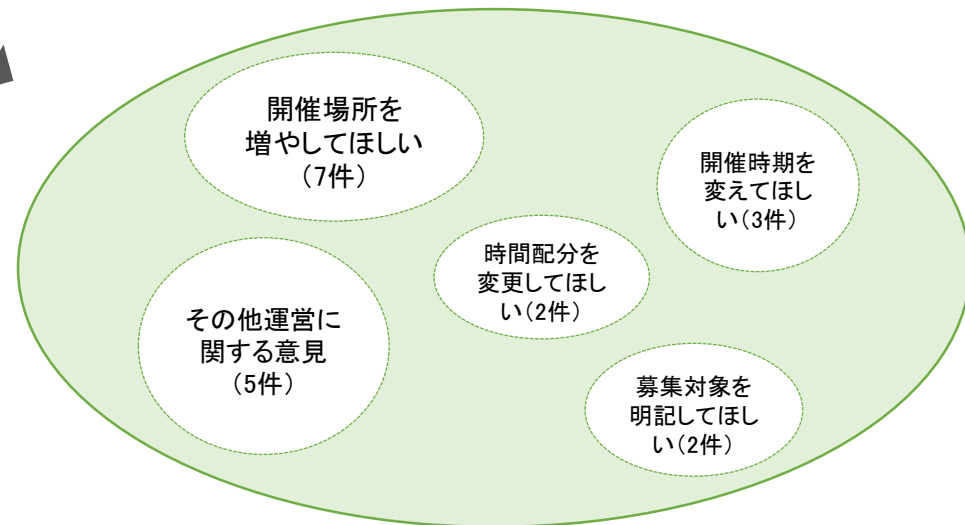 開催場所を
増やしてほしい
（7件）
開催時期を
変えてほし
い（3件）
時間配分を
変更してほし
い（2件）
その他運営に
関する意見
（5件）
募集対象を
明記してほし
い（2件）